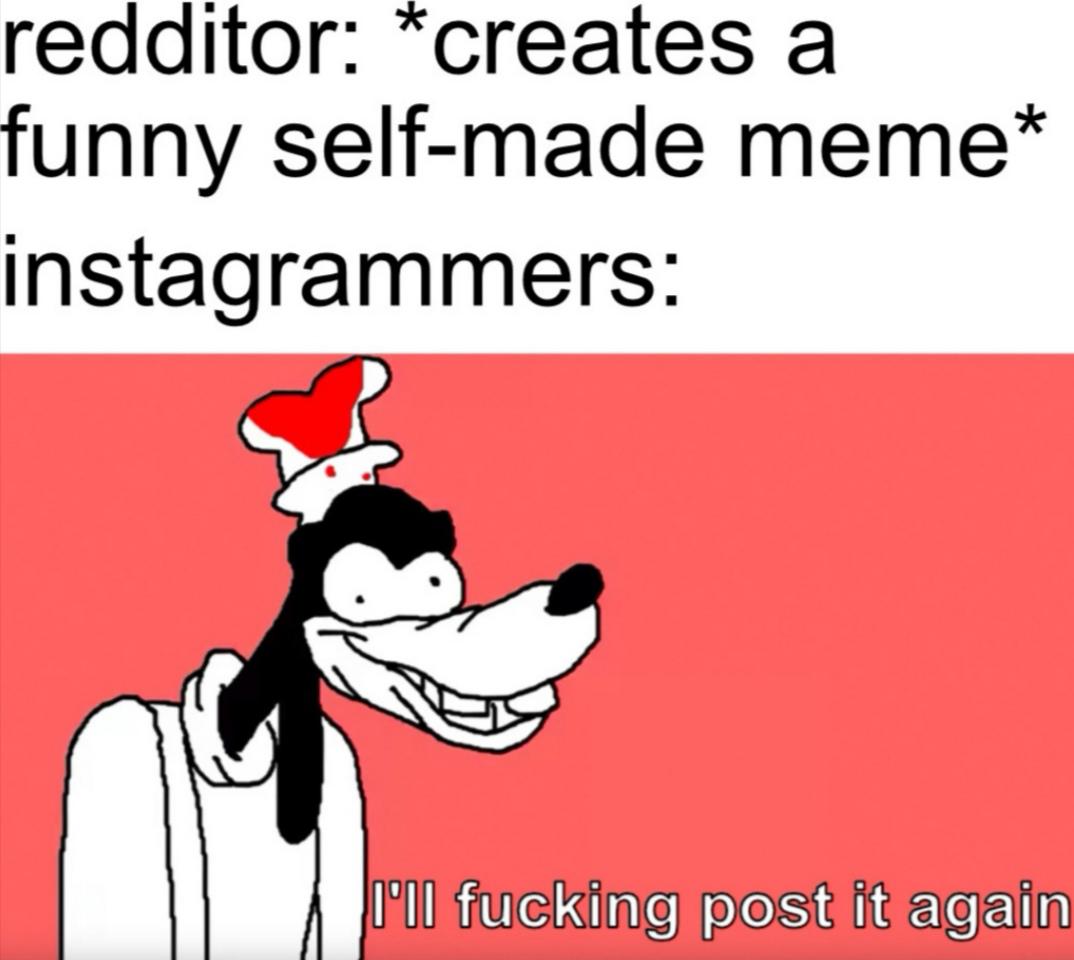 redditor: *creates a
funny self-made meme*
instagrammers:
I'll fucking post it again